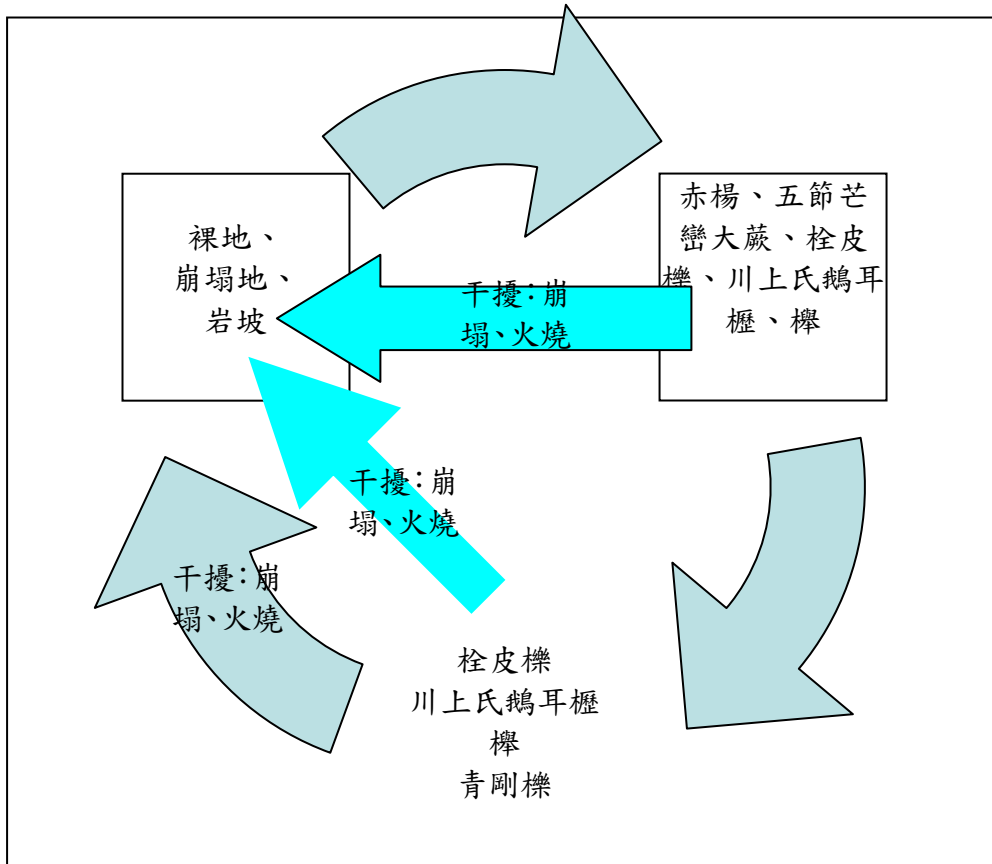 裸地、
崩塌地、
岩坡
赤楊、五節芒
巒大蕨、栓皮
櫟、川上氏鵝耳
櫪、櫸
干擾：崩
塌、火燒
干擾：崩
塌、火燒
干擾：崩
塌、火燒
栓皮櫟
川上氏鵝耳櫪
櫸
青剛櫟